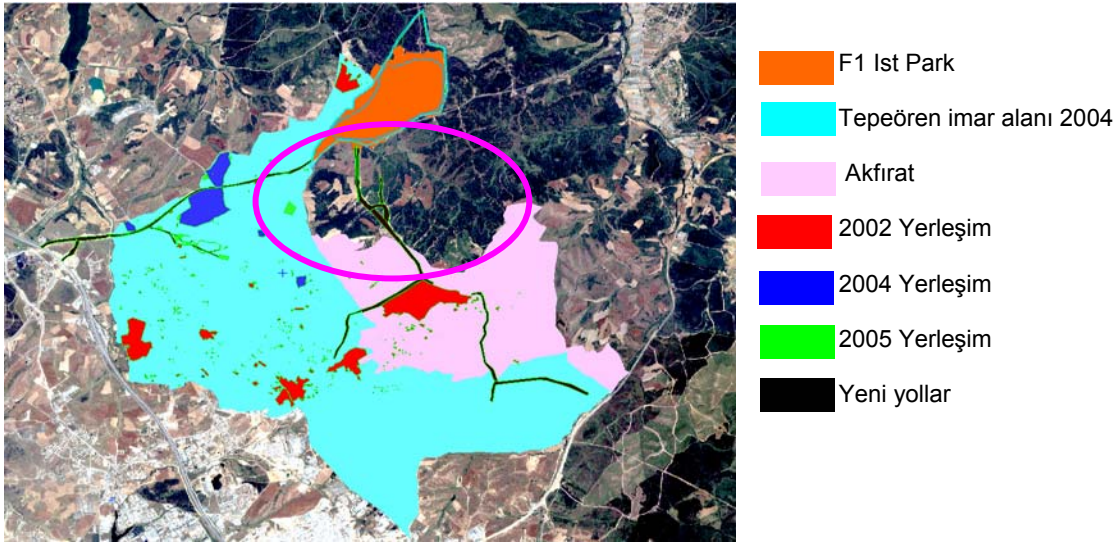 F1 Ist Park
Tepeören imar alanı 2004
Akfırat
2002 Yerleşim
2004 Yerleşim
2005 Yerleşim
Yeni yollar